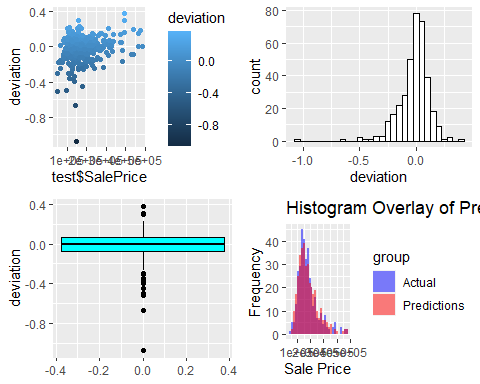 deviation
0.4
0.0
-0.4
-0.8
test$SalePrice
deviation
0.0
-0.4
-0.8
count
80
60
40
20
0
-1.0
-0.5
0.0
deviation
deviation
0.4
0.0
-0.4
-0.8
-0.4
-0.2
0.0
0.2
0.4
Histogram Overlay of Pre
Frequency
40
30
20
10
0
Sale Price
group
Actual
Predictions